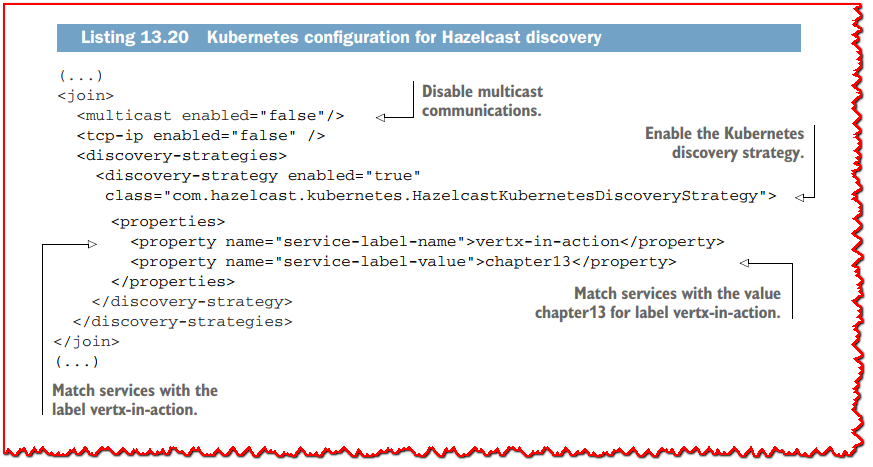 Listing 13.20 Kubernetes configuration for Hazelcast discovery
(...)
<join>
<multicast enabled="false"/>
Disable multicast
communications.
<tcp-ip enabled="false" />
<discovery-strategies>
<discovery-strategy enabled="true"
class="com.hazelcast.kubernetes.HazelcastKubernetesDiscoveryStrategy">
Enable the Kubernetes
discovery strategy.
<properties>
<property name="service-label-name">vertx-in-action</property>
<property name="service-label-value">chapter13</property>
</properties>
Match services with the value
chapter13 for label vertx-in-action.
</discovery-strategy>
</discovery-strategies>
</join>
(...)
Match services with the
label vertx-in-action.